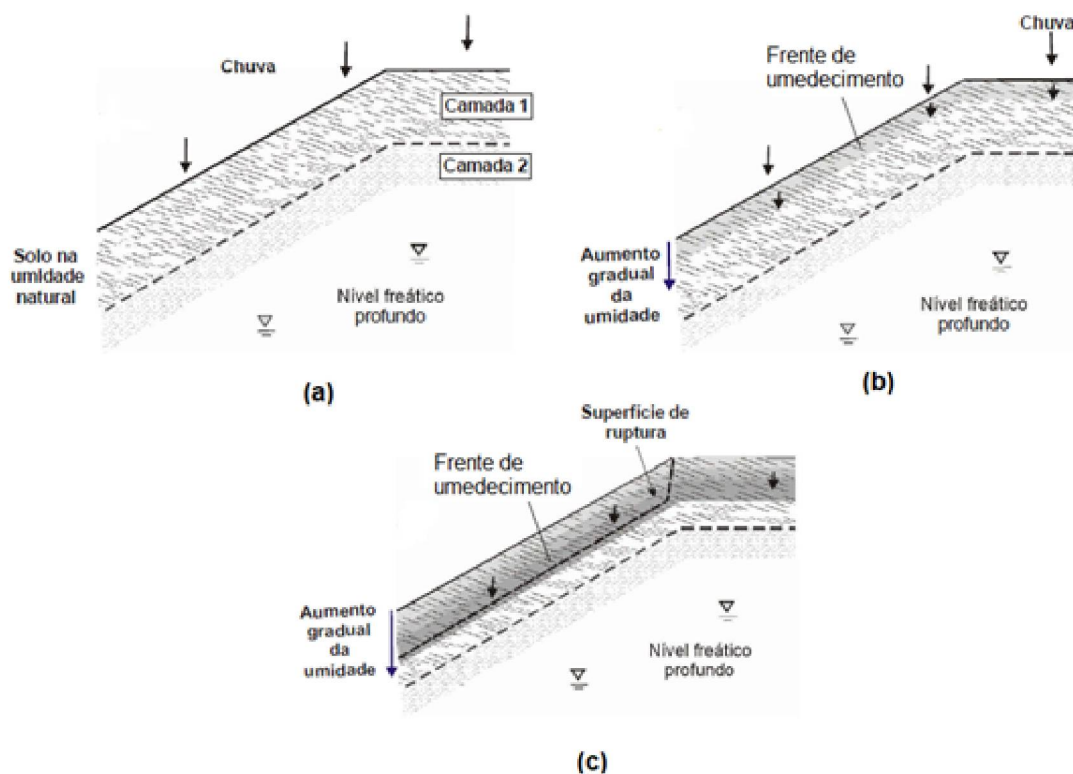 Chuva
Camada 1
Camada 2
Solo na
umidade
natural
Nível freático
profundo
(a)
Chuva
Frente de
umedecimento
Aumento
gradual
da
umidade
Nível freático
profundo
(b)
Superfície de
ruptura
Frente de
umedecimento
Aumento
gradual
da
umidade
Nível freático
profundo
(c)